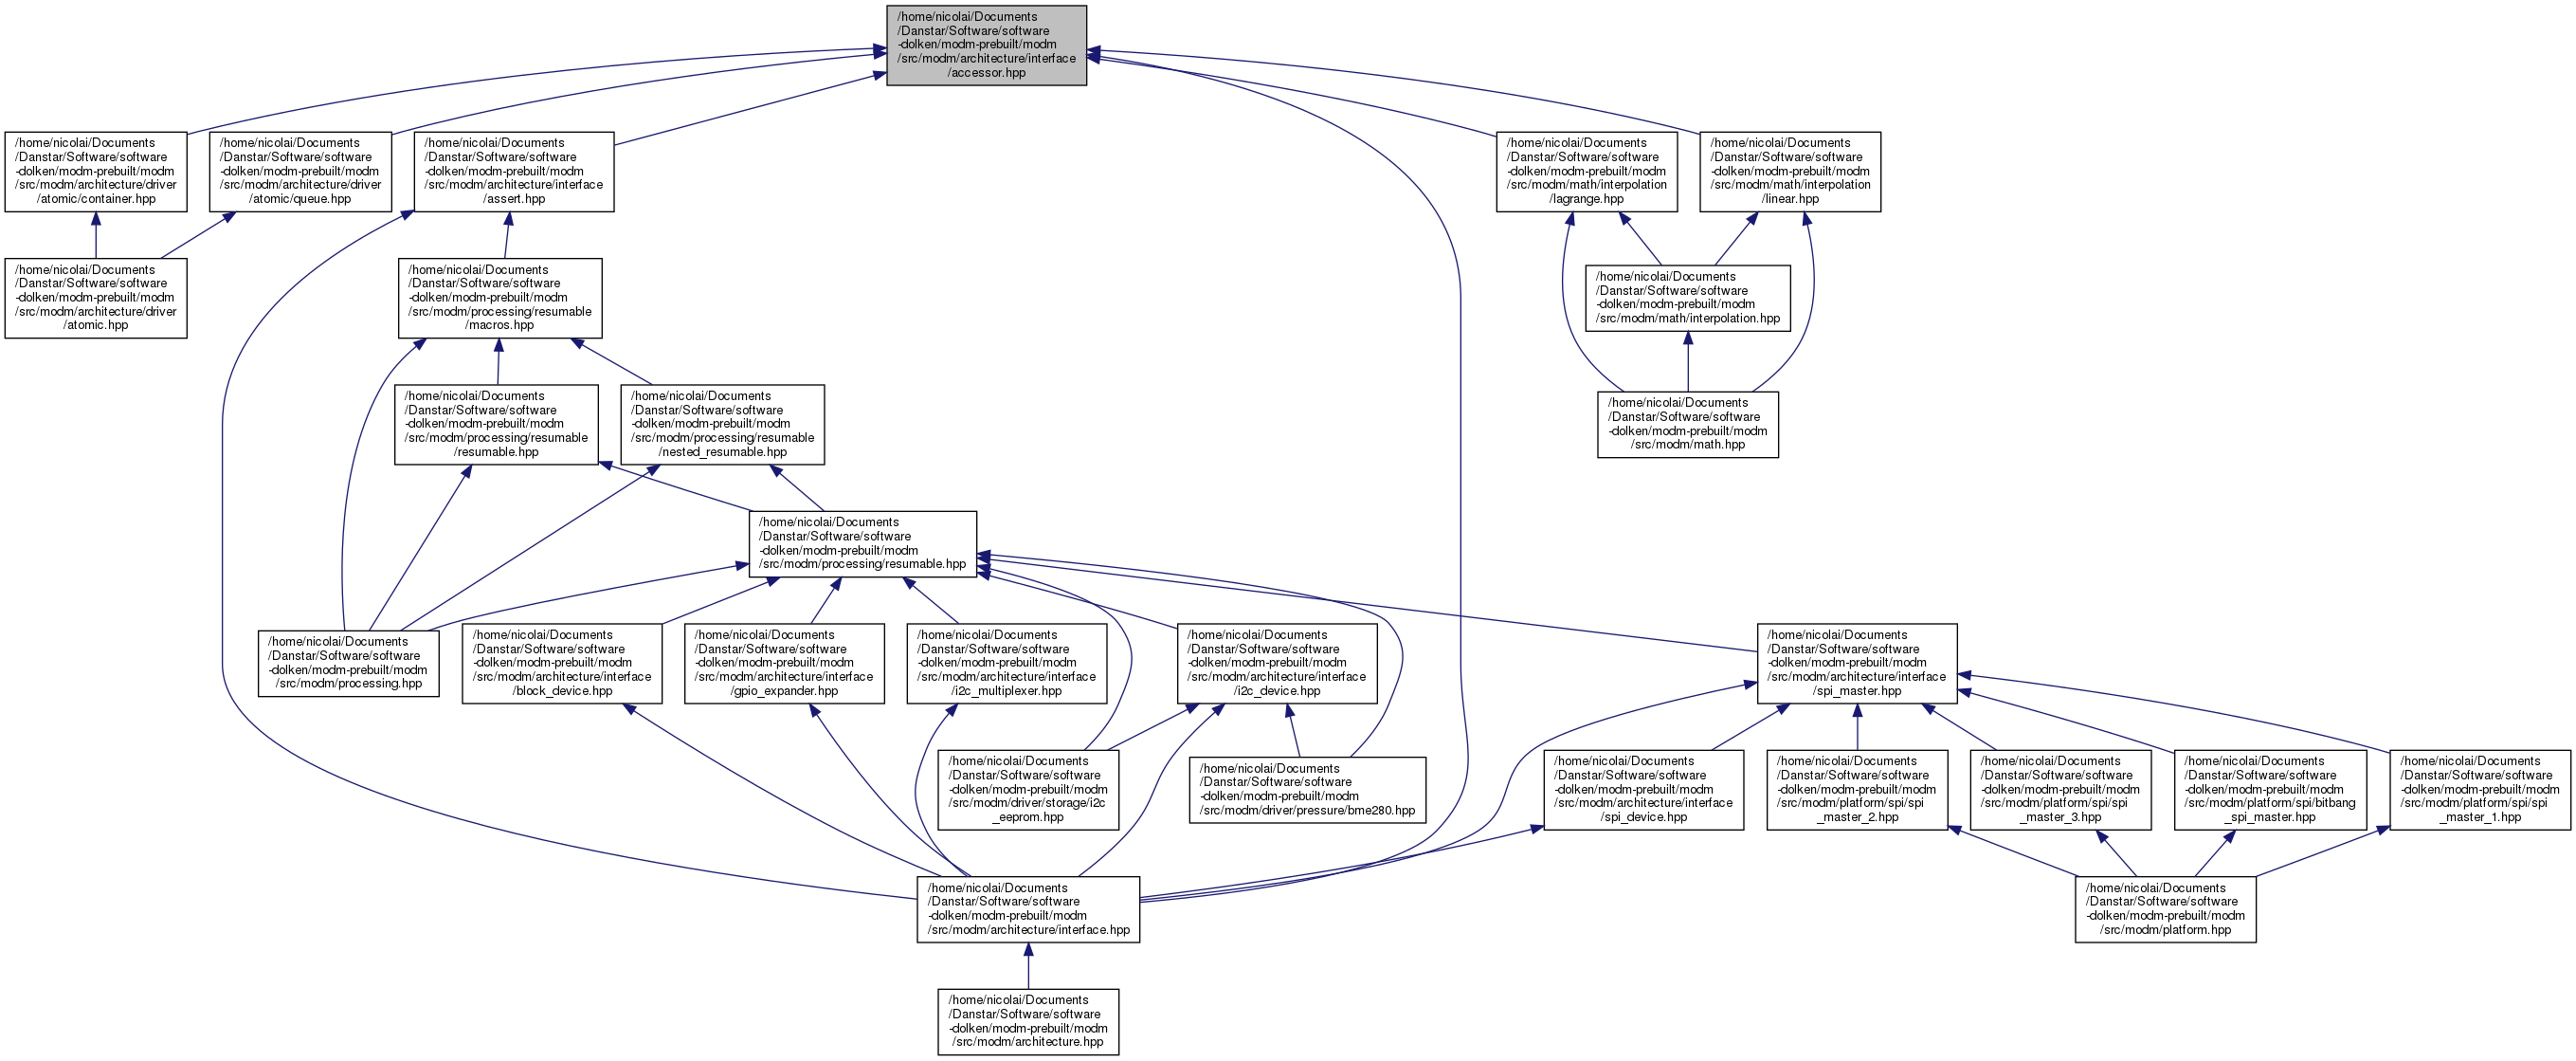 /home/nicolai/Documents
/Danstar/Software/software
-dolken/modm-prebuilt/modm
/src/modm/architecture/interface
/accessor.hpp
/home/nicolai/Documents
/Danstar/Software/software
-dolken/modm-prebuilt/modm
/src/modm/architecture/driver
/atomic/container.hpp
/home/nicolai/Documents
/Danstar/Software/software
-dolken/modm-prebuilt/modm
/src/modm/architecture/driver
/atomic/queue.hpp
/home/nicolai/Documents
/Danstar/Software/software
-dolken/modm-prebuilt/modm
/src/modm/architecture/interface
/assert.hpp
/home/nicolai/Documents
/Danstar/Software/software
-dolken/modm-prebuilt/modm
/src/modm/math/interpolation
/lagrange.hpp
/home/nicolai/Documents
/Danstar/Software/software
-dolken/modm-prebuilt/modm
/src/modm/math/interpolation
/linear.hpp
/home/nicolai/Documents
/Danstar/Software/software
-dolken/modm-prebuilt/modm
/src/modm/architecture/driver
/atomic.hpp
/home/nicolai/Documents
/Danstar/Software/software
-dolken/modm-prebuilt/modm
/src/modm/processing/resumable
/macros.hpp
/home/nicolai/Documents
/Danstar/Software/software
-dolken/modm-prebuilt/modm
/src/modm/math/interpolation.hpp
/home/nicolai/Documents
/Danstar/Software/software
-dolken/modm-prebuilt/modm
/src/modm/processing/resumable
/resumable.hpp
/home/nicolai/Documents
/Danstar/Software/software
-dolken/modm-prebuilt/modm
/src/modm/processing/resumable
/nested_resumable.hpp
/home/nicolai/Documents
/Danstar/Software/software
-dolken/modm-prebuilt/modm
/src/modm/math.hpp
/home/nicolai/Documents
/Danstar/Software/software
-dolken/modm-prebuilt/modm
/src/modm/processing/resumable.hpp
/home/nicolai/Documents
/Danstar/Software/software
-dolken/modm-prebuilt/modm
/src/modm/processing.hpp
/home/nicolai/Documents
/Danstar/Software/software
-dolken/modm-prebuilt/modm
/src/modm/architecture/interface
/block_device.hpp
/home/nicolai/Documents
/Danstar/Software/software
-dolken/modm-prebuilt/modm
/src/modm/architecture/interface
/gpio_expander.hpp
/home/nicolai/Documents
/Danstar/Software/software
-dolken/modm-prebuilt/modm
/src/modm/architecture/interface
/i2c_multiplexer.hpp
/home/nicolai/Documents
/Danstar/Software/software
-dolken/modm-prebuilt/modm
/src/modm/architecture/interface
/i2c_device.hpp
/home/nicolai/Documents
/Danstar/Software/software
-dolken/modm-prebuilt/modm
/src/modm/architecture/interface
/spi_master.hpp
/home/nicolai/Documents
/Danstar/Software/software
-dolken/modm-prebuilt/modm
/src/modm/driver/storage/i2c
_eeprom.hpp
/home/nicolai/Documents
/Danstar/Software/software
-dolken/modm-prebuilt/modm
/src/modm/driver/pressure/bme280.hpp
/home/nicolai/Documents
/Danstar/Software/software
-dolken/modm-prebuilt/modm
/src/modm/architecture/interface
/spi_device.hpp
/home/nicolai/Documents
/Danstar/Software/software
-dolken/modm-prebuilt/modm
/src/modm/platform/spi/spi
_master_2.hpp
/home/nicolai/Documents
/Danstar/Software/software
-dolken/modm-prebuilt/modm
/src/modm/platform/spi/spi
_master_3.hpp
/home/nicolai/Documents
/Danstar/Software/software
-dolken/modm-prebuilt/modm
/src/modm/platform/spi/bitbang
_spi_master.hpp
/home/nicolai/Documents
/Danstar/Software/software
-dolken/modm-prebuilt/modm
/src/modm/platform/spi/spi
_master_1.hpp
/home/nicolai/Documents
/Danstar/Software/software
-dolken/modm-prebuilt/modm
/src/modm/architecture/interface.hpp
/home/nicolai/Documents
/Danstar/Software/software
-dolken/modm-prebuilt/modm
/src/modm/platform.hpp
/home/nicolai/Documents
/Danstar/Software/software
-dolken/modm-prebuilt/modm
/src/modm/architecture.hpp